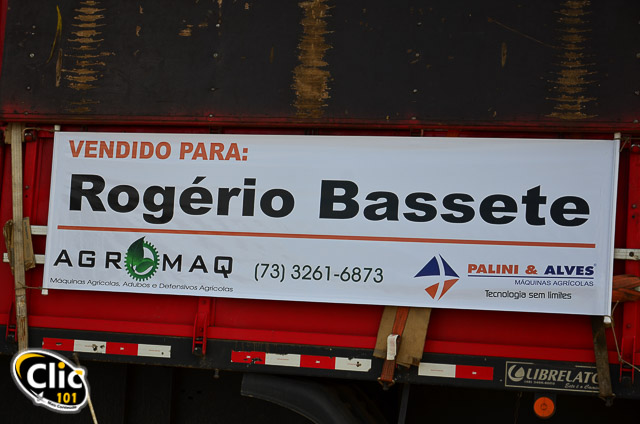 VENDIDO PARA:
Rogério Bassete
AGROMAQ
Máquinas Agrícolas, Adubos e Defensivos Agrícolas
(73) 3261-6873
PALINI & ALVES
MÁQUINAS AGRÍCOLAS
Tecnologia sem limites
LIBRELATO
Clic
101